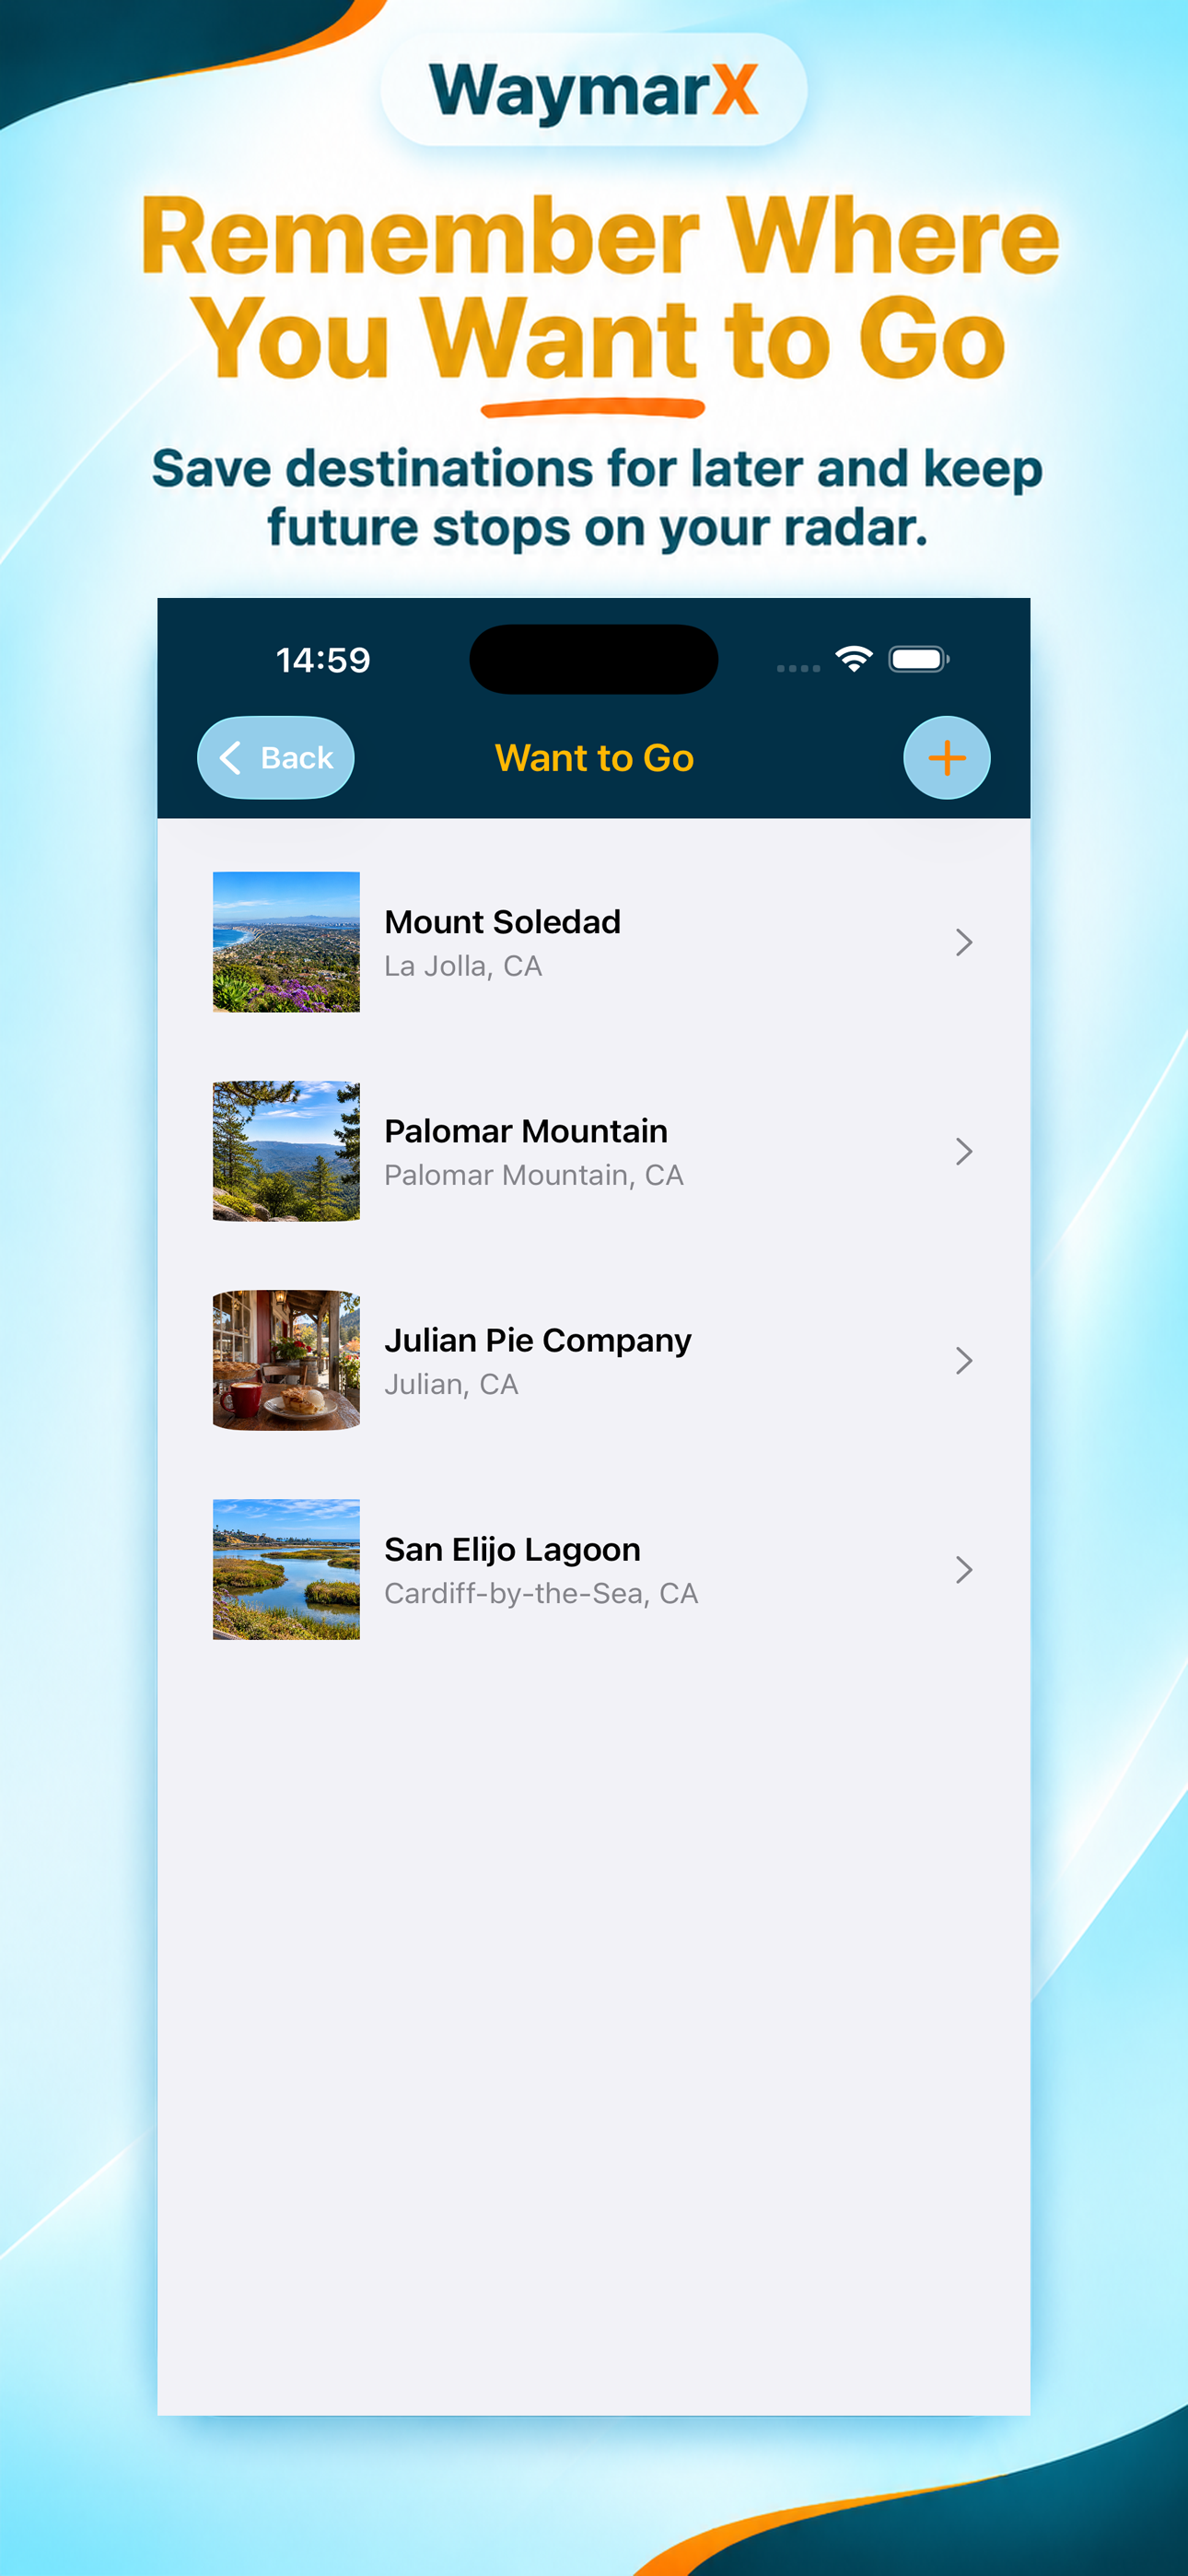 WaymarX
Remember Where
You Want to Go
Save destinations for later and keep
future stops on your radar.
14:59
Back
Want to Go
Mount Soledad
La Jolla, CA
Palomar Mountain
Palomar Mountain, CA
Julian Pie Company
Julian, CA
San Elijo Lagoon
Cardiff-by-the-Sea, CA